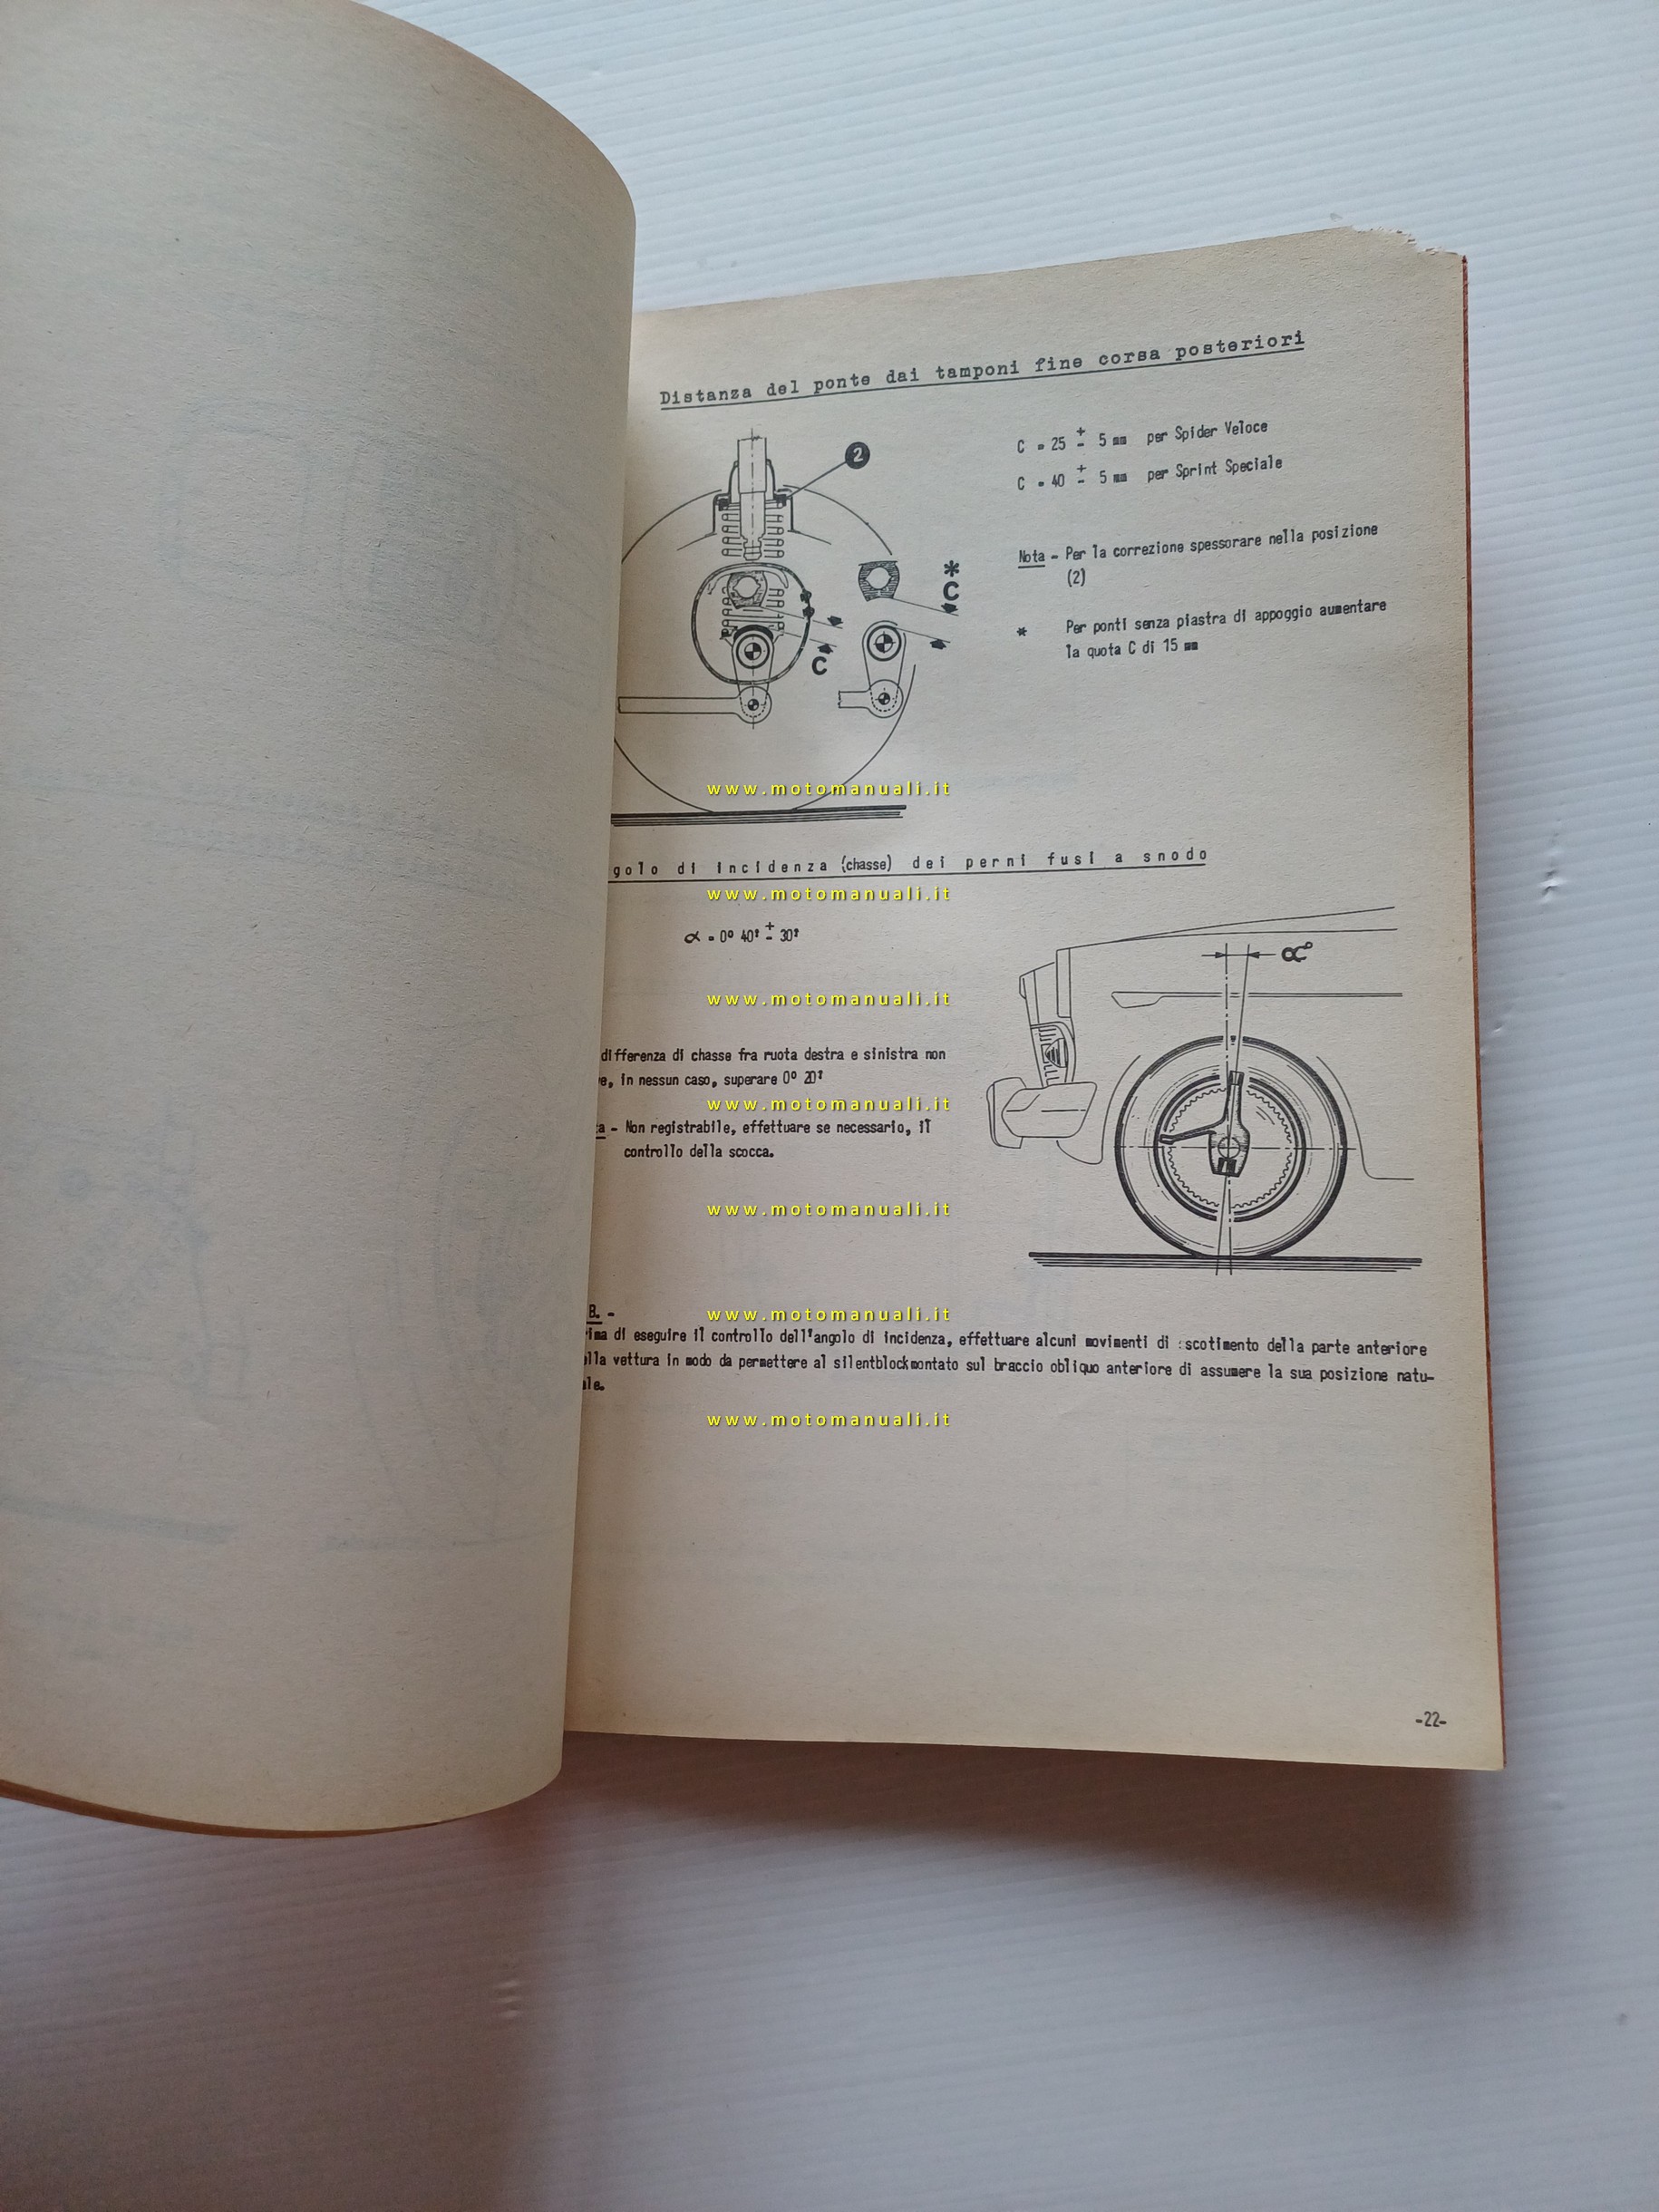 Distanza del ponte dai tamponi fine corsa posteriori
2
C = 25 ± 5 mm per Spider Veloce
C = 40 ± 5 mm per Sprint Speciale
Nota - Per la correzione spessorare nella posizione
(2)
* Per ponti senza piastra di appoggio aumentare
la quota C di 15 mm
*
C
C
www.motomanuali.it
golo di incidenza (chasse) dei perni fusi a snodo
www.motomanuali.it
α = 0° 40' ± 30'
α°
www.motomanuali.it
differenza di chasse fra ruota destra e sinistra non
e, in nessun caso, superare 0° 20'
www.motomanuali.it
a - Non registrabile, effettuare se necessario, il
controllo della scocca.
www.motomanuali.it
B. -
www.motomanuali.it
ima di eseguire il controllo dell'angolo di incidenza, effettuare alcuni movimenti di :scotimento della parte anteriore
lla vettura in modo da permettere al silentblockmontato sul braccio obliquo anteriore di assumere la sua posizione natu-
le.
www.motomanuali.it
-22-